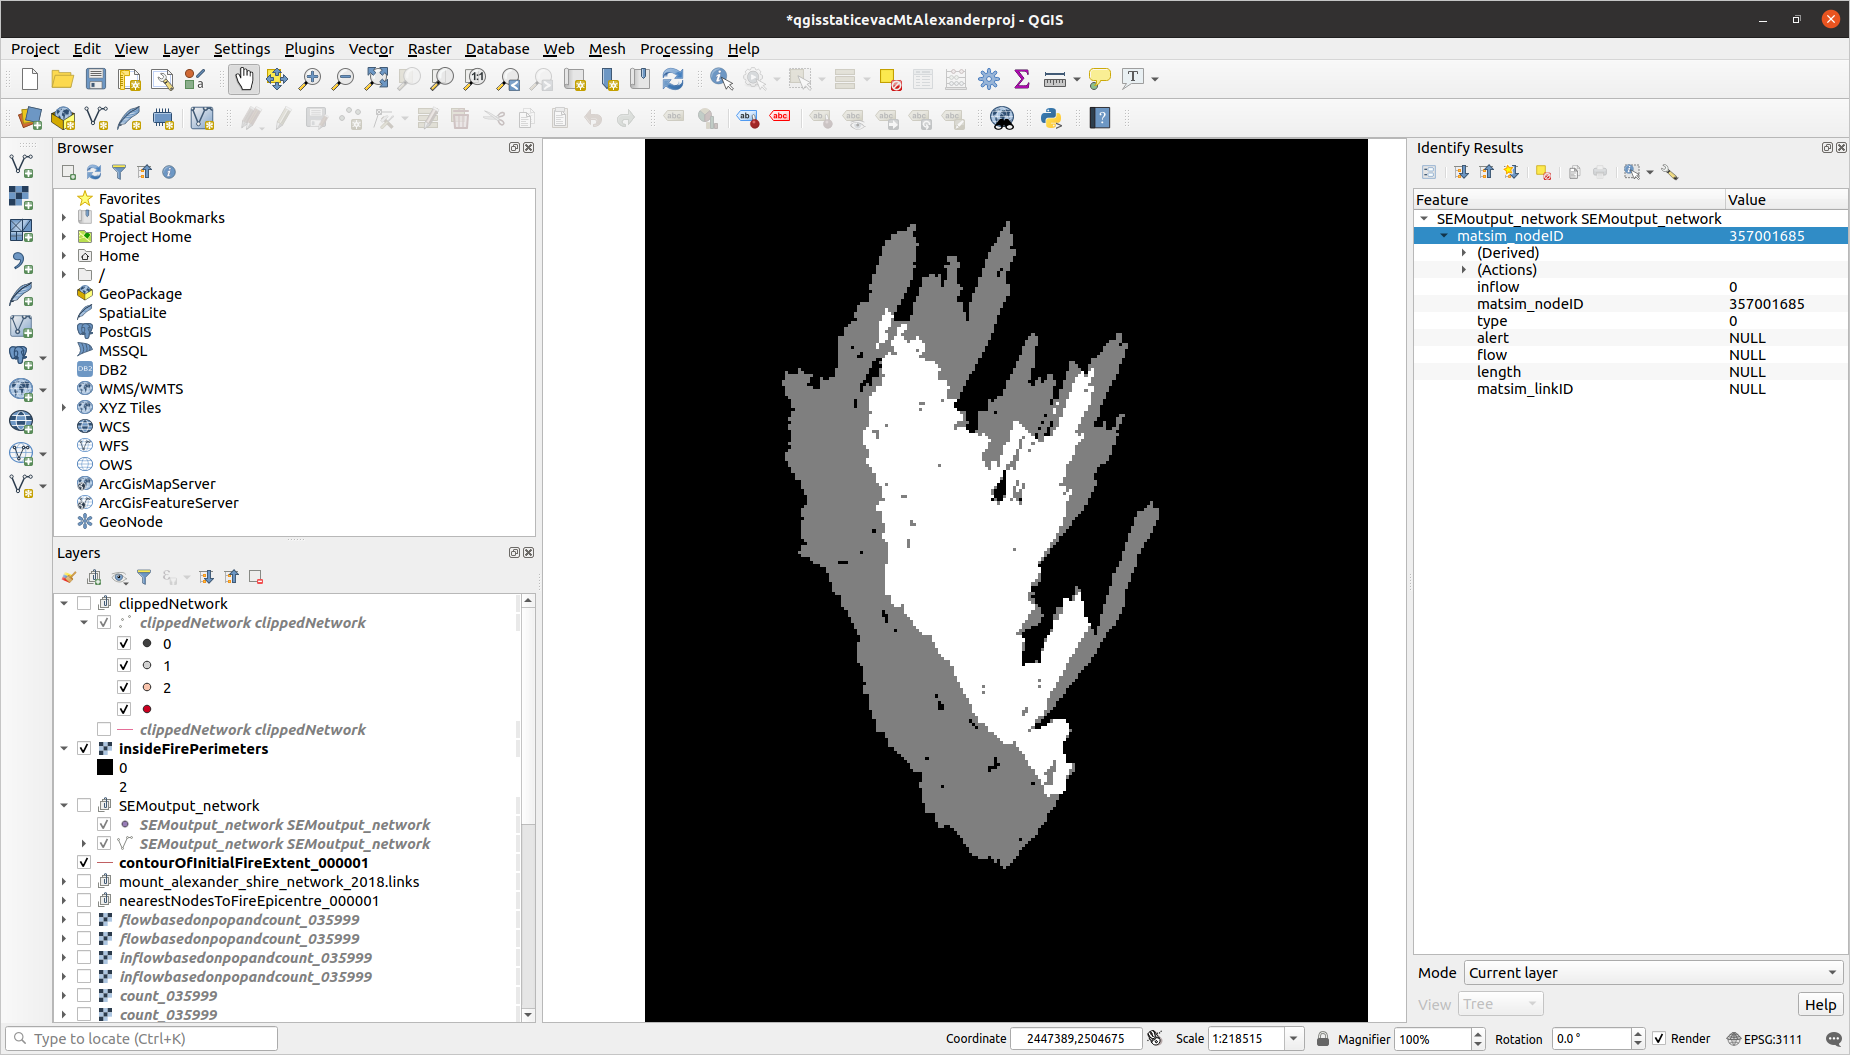 *qgisstaticevacMtAlexanderproj - QGIS
Project Edit View Layer Settings Plugins Vector Raster Database Web Mesh Processing Help
Browser
Favorites
Spatial Bookmarks
Project Home
Home
/
GeoPackage
SpatiaLite
PostGIS
MSSQL
DB2
WMS/WMTS
XYZ Tiles
WCS
WFS
OWS
ArcGisMapServer
ArcGisFeatureServer
GeoNode
Layers
clippedNetwork
clippedNetwork clippedNetwork
0
1
2
clippedNetwork clippedNetwork
insideFirePerimeters
0
2
SEMoutput_network
SEMoutput_network SEMoutput_network
SEMoutput_network SEMoutput_network
contourOfInitialFireExtent_000001
mount_alexander_shire_network_2018.links
nearestNodesToFireEpicentre_000001
flowbasedonpopandcount_035999
flowbasedonpopandcount_035999
inflowbasedonpopandcount_035999
inflowbasedonpopandcount_035999
count_035999
count_035999
Identify Results
Feature Value
SEMoutput_network SEMoutput_network
matsim_nodeID 357001685
(Derived)
(Actions)
inflow 0
matsim_nodeID 357001685
type 0
alert NULL
flow NULL
length NULL
matsim_linkID NULL
Mode Current layer
View Tree Help
Type to locate (Ctrl+K) Coordinate 2447389,2504675 Scale 1:218515 Magnifier 100% Rotation 0.0 ° Render EPSG:3111